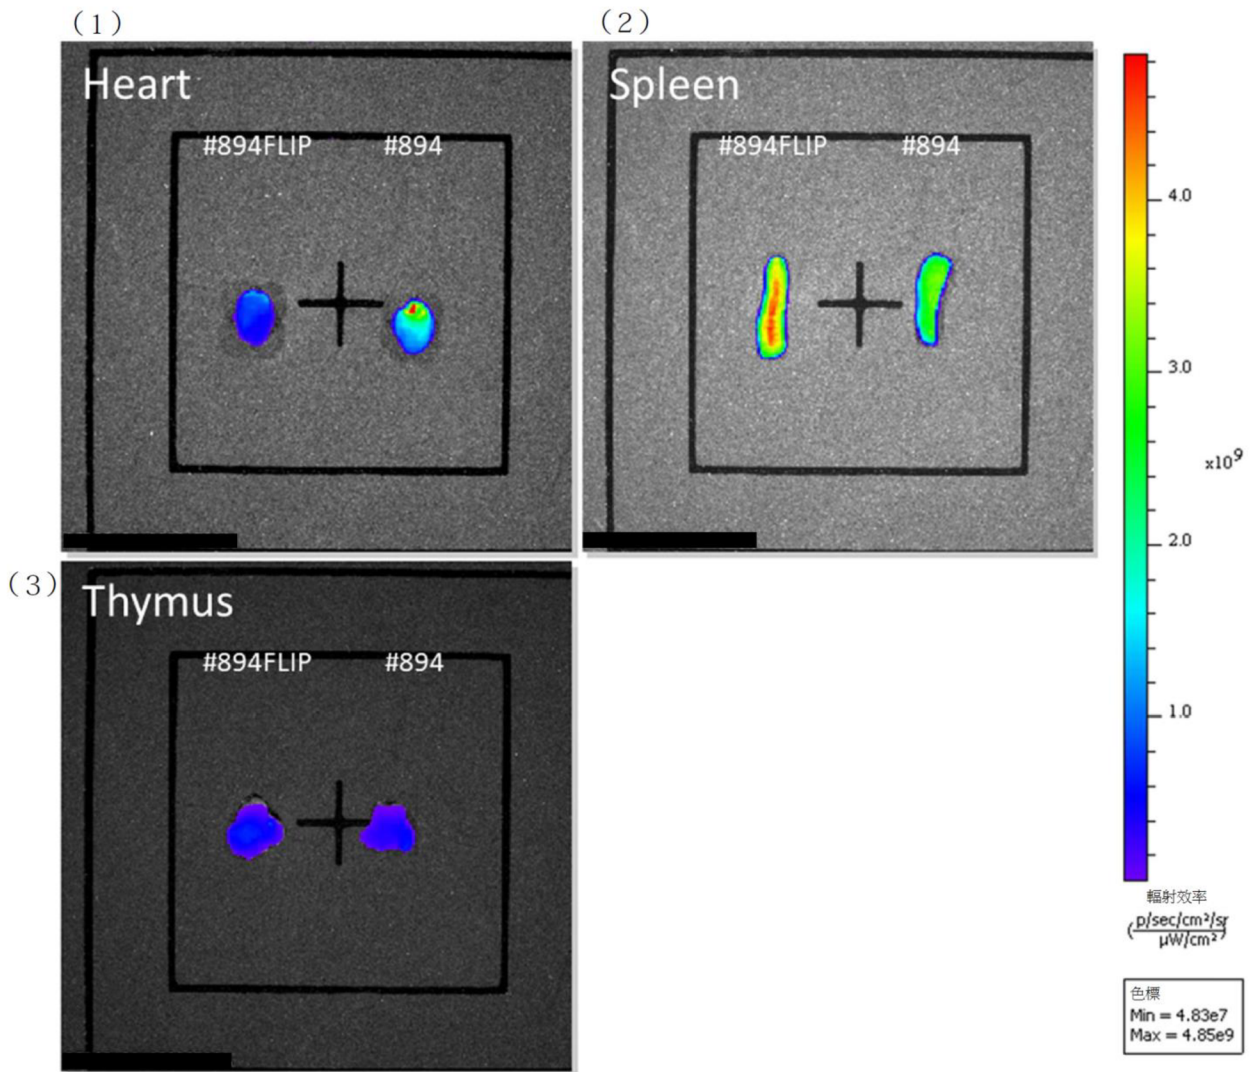 （1）
Heart
#894FLIP #894
（2）
Spleen
#894FLIP #894
（3）
Thymus
#894FLIP #894
4.0
3.0
x10⁹
2.0
1.0
輻射效率
(p/sec/cm²/sr
μW/cm²)
色標
Min = 4.83e7
Max = 4.85e9